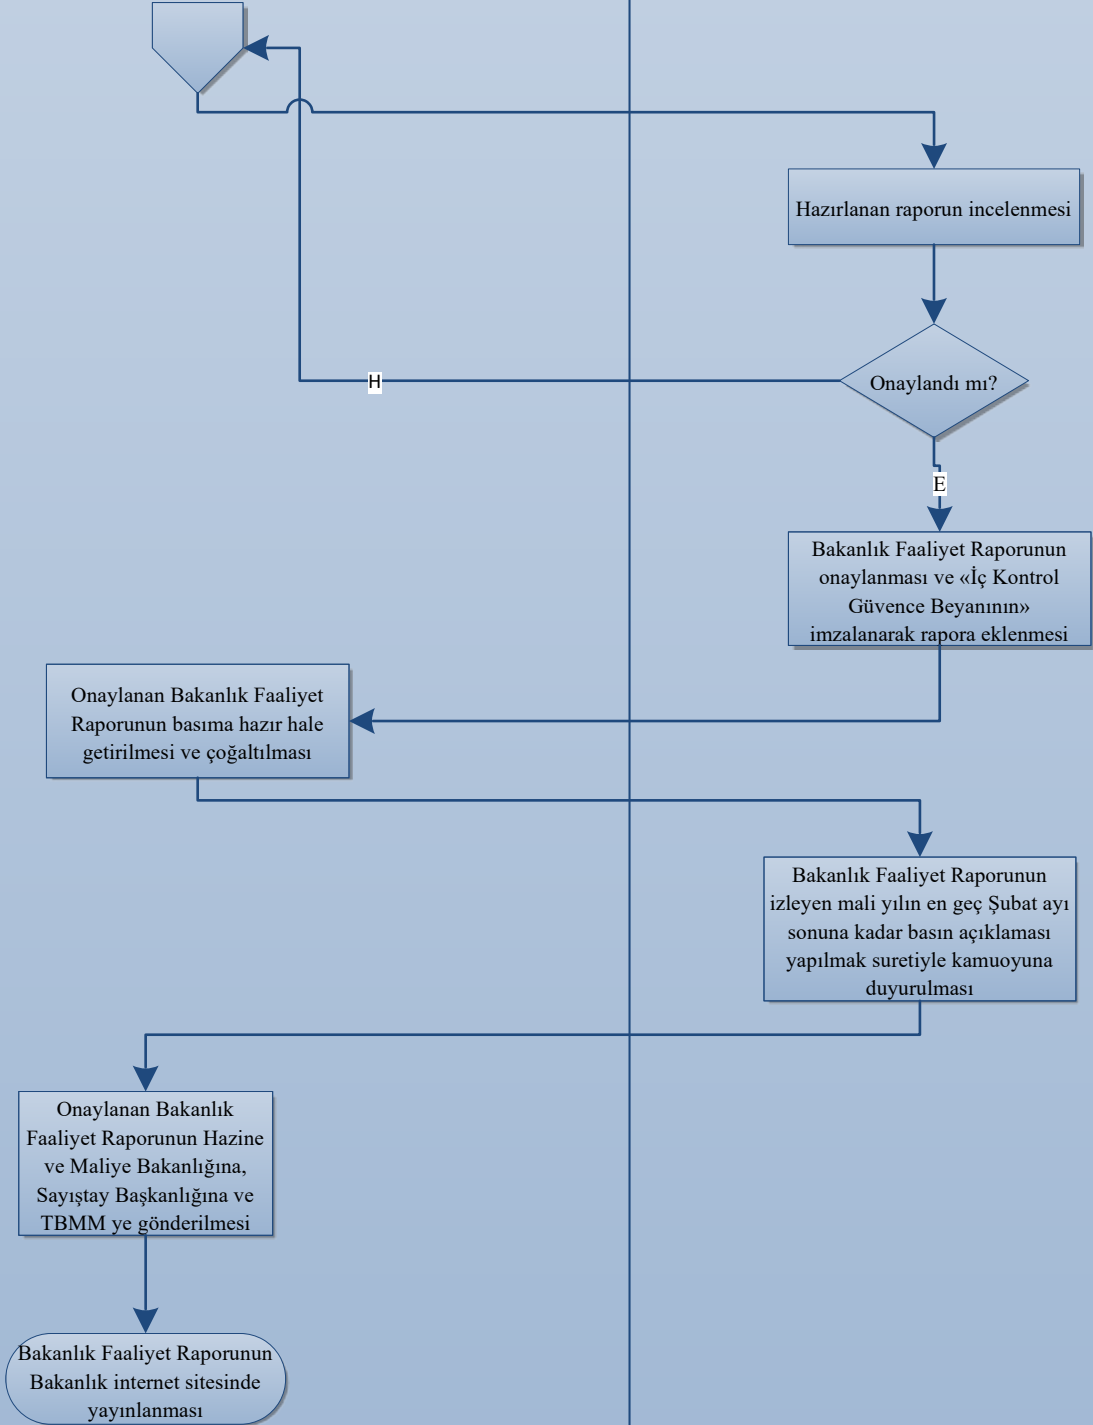 Hazırlanan raporun incelenmesi
Onaylandı mı?
H
E
Bakanlık Faaliyet Raporunun
onaylanması ve «İç Kontrol
Güvence Beyanının»
imzalanarak rapora eklenmesi
Onaylanan Bakanlık Faaliyet
Raporunun basıma hazır hale
getirilmesi ve çoğaltılması
Bakanlık Faaliyet Raporunun
izleyen mali yılın en geç Şubat ayı
sonuna kadar basın açıklaması
yapılmak suretiyle kamuoyuna
duyurulması
Onaylanan Bakanlık
Faaliyet Raporunun Hazine
ve Maliye Bakanlığına,
Sayıştay Başkanlığına ve
TBMM ye gönderilmesi
Bakanlık Faaliyet Raporunun
Bakanlık internet sitesinde
yayınlanması